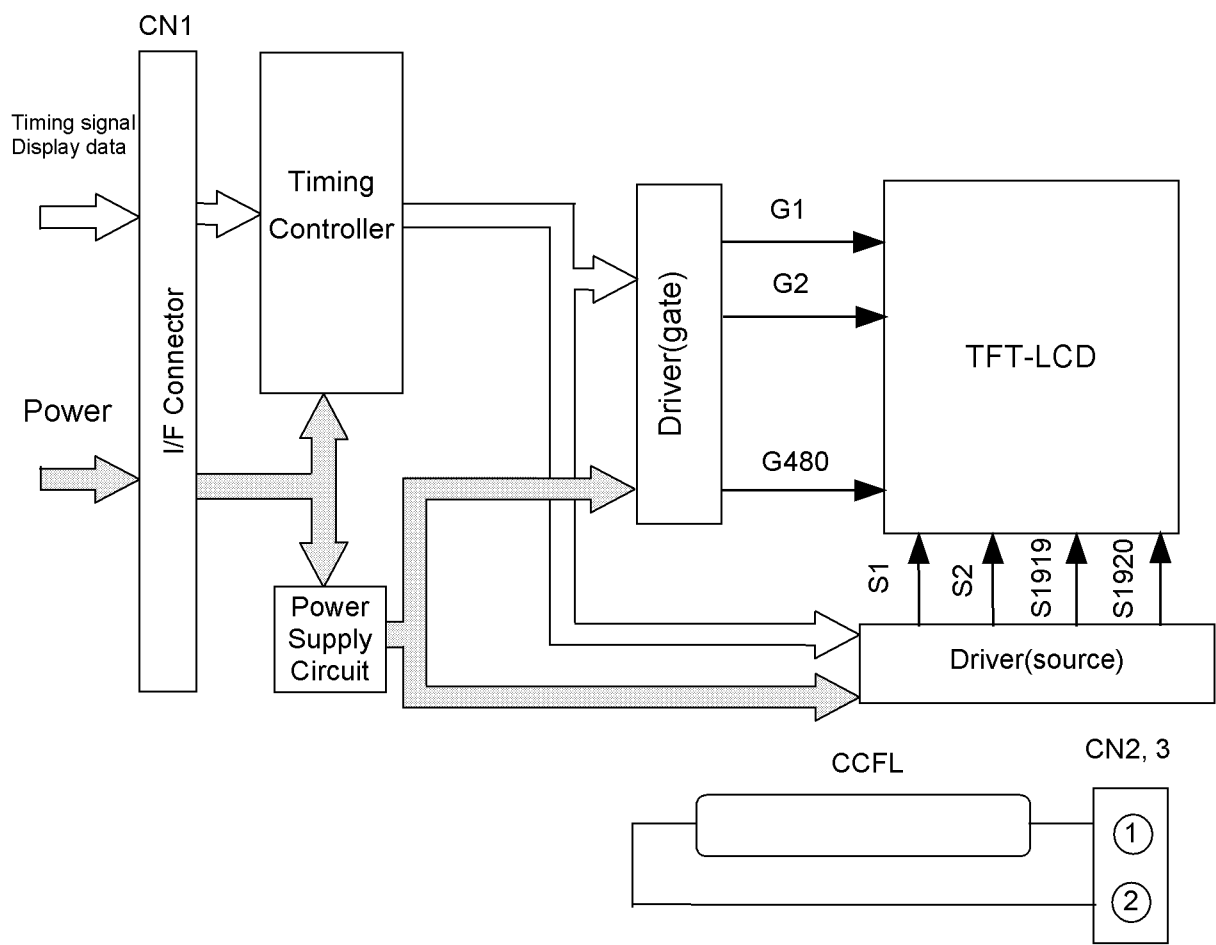 CN1
Timing signal
Display data
Power
I/F Connector
Timing
Controller
Power
Supply
Circuit
Driver(gate)
G1
G2
G480
TFT-LCD
S1
S2
S1919
S1920
Driver(source)
CCFL
CN2, 3
1
2